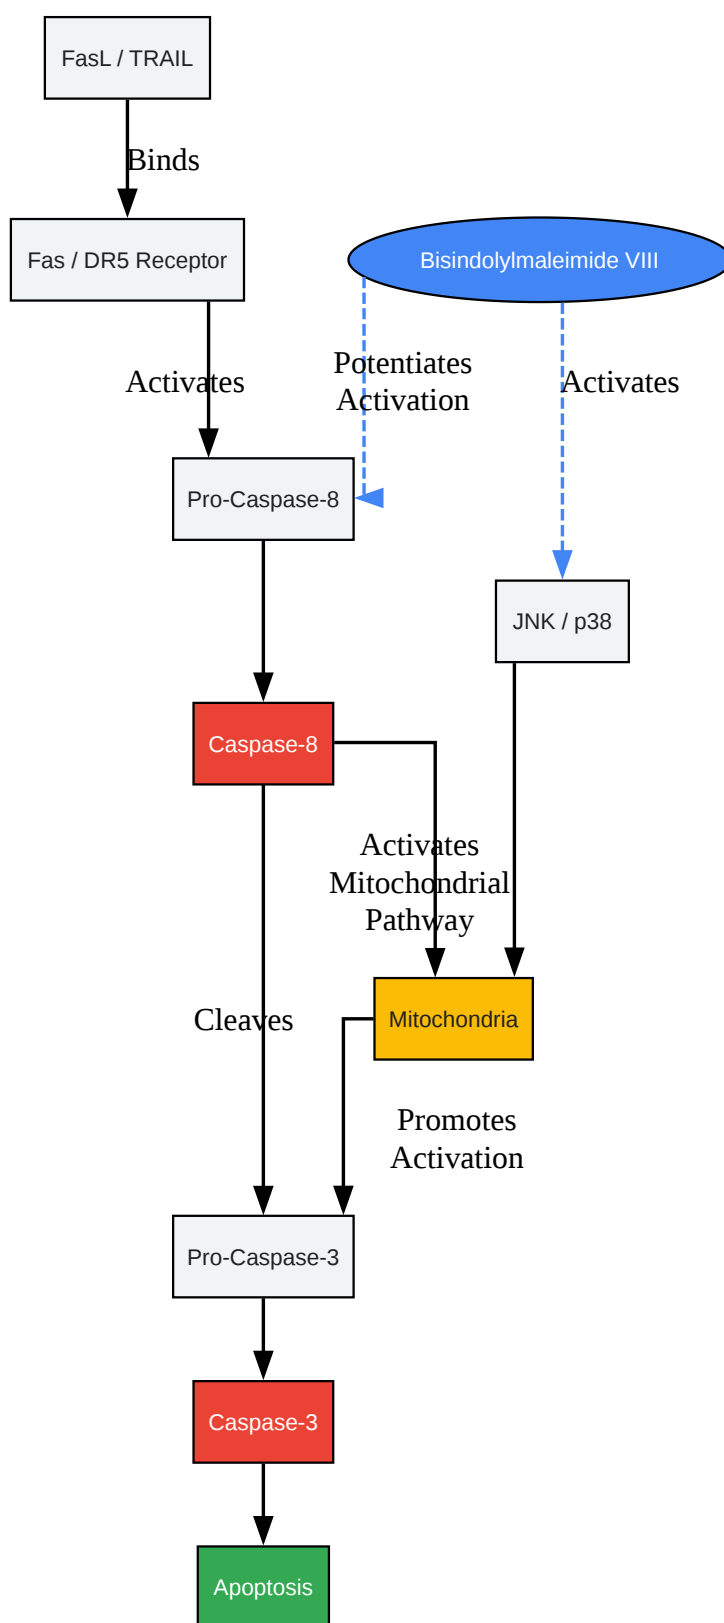 FasL / TRAIL
Binds
Fas / DR5 Receptor
Bisindolylmaleimide VIII
Activates
Potentiates
Activation
Activates
Pro-Caspase-8
JNK / p38
Caspase-8
Activates
Mitochondrial
Pathway
Cleaves
Mitochondria
Promotes
Activation
Pro-Caspase-3
Caspase-3
Apoptosis